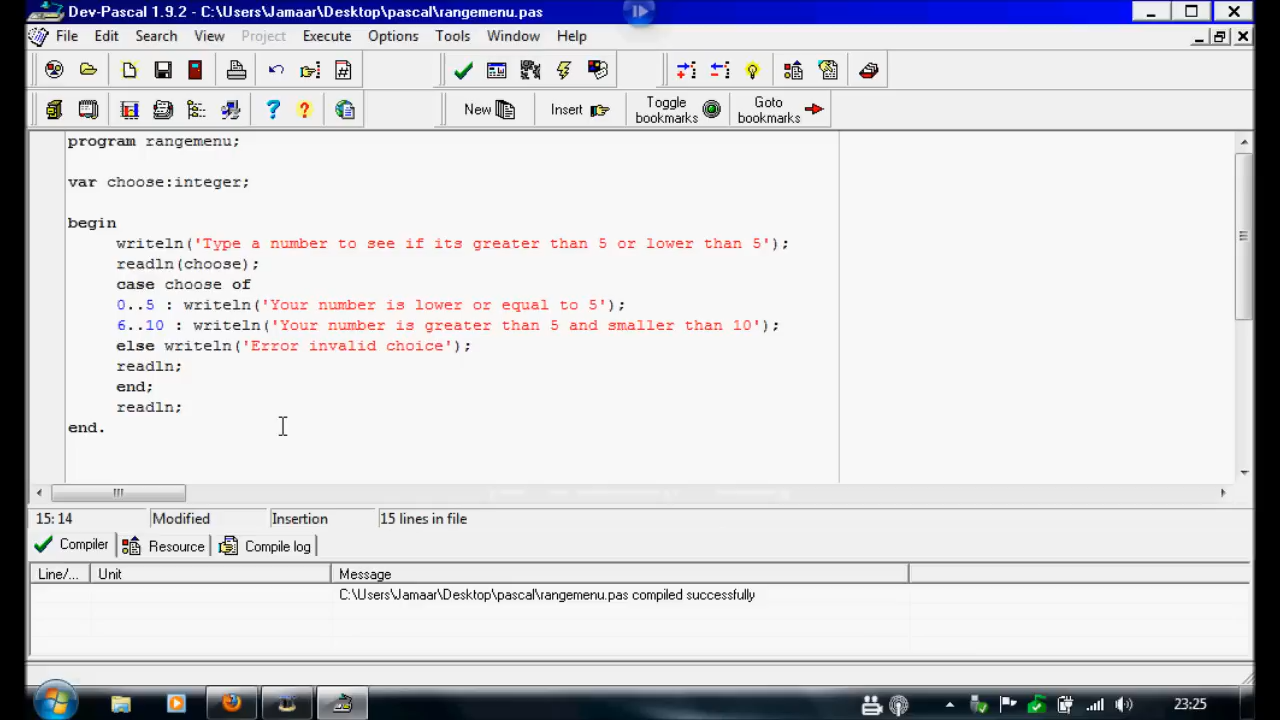 Dev-Pascal 1.9.2 - C:\Users\Jamaar\Desktop\pascal\rangemenu.pas
File Edit Search View Project Execute Options Tools Window Help
New Insert Toggle bookmarks Goto bookmarks
program rangemenu;
var choose:integer;
begin
writeln('Type a number to see if its greater than 5 or lower than 5');
readln(choose);
case choose of
0..5 : writeln('Your number is lower or equal to 5');
6..10 : writeln('Your number is greater than 5 and smaller than 10');
else writeln('Error invalid choice');
readln;
end;
readln;
end.
15:14 Modified Insertion 15 lines in file
Compiler Resource Compile log
Line/... Unit Message
C:\Users\Jamaar\Desktop\pascal\rangemenu.pas compiled successfully
23:25